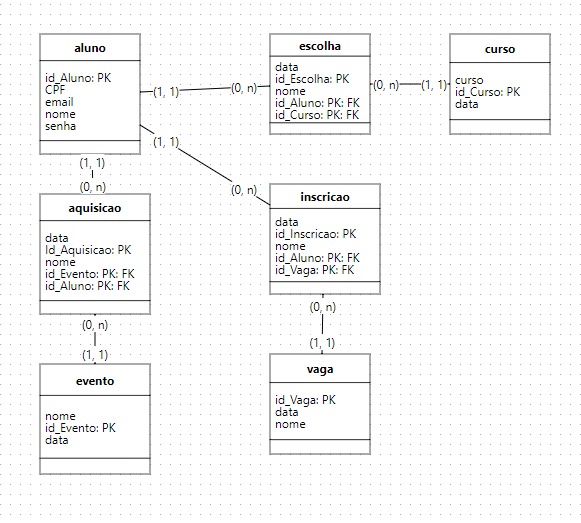 aluno
id_Aluno: PK
CPF
email
nome
senha
(1, 1)
(0, n)
escolha
data
id_Escolha: PK
nome
id_Aluno: PK: FK
id_Curso: PK: FK
(0, n)
(1, 1)
curso
curso
id_Curso: PK
data
(1, 1)
(0, n)
inscricao
data
id_Inscricao: PK
nome
id_Aluno: PK: FK
id_Vaga: PK: FK
(1, 1)
(0, n)
aquisicao
data
Id_Aquisicao: PK
nome
id_Evento: PK: FK
id_Aluno: PK: FK
(0, n)
(1, 1)
evento
nome
id_Evento: PK
data
(0, n)
(1, 1)
vaga
id_Vaga: PK
data
nome